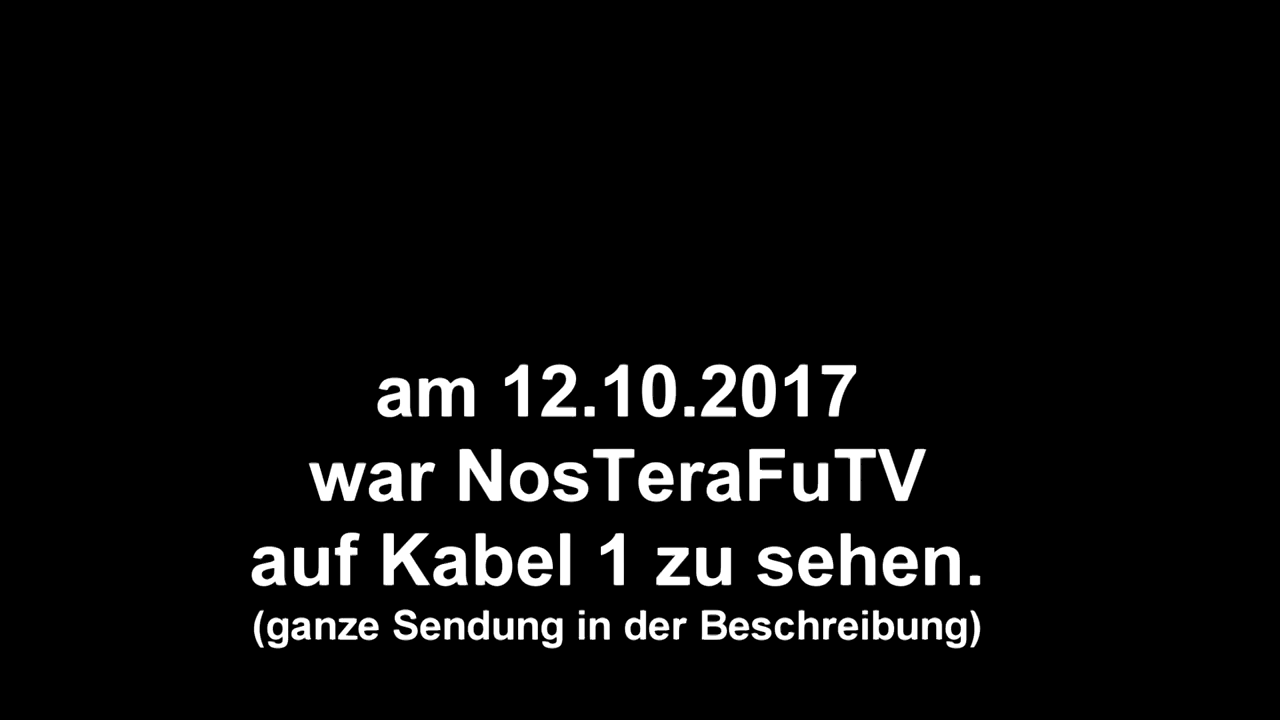 am 12.10.2017
war NosTeraFuTV
auf Kabel 1 zu sehen.
(ganze Sendung in der Beschreibung)